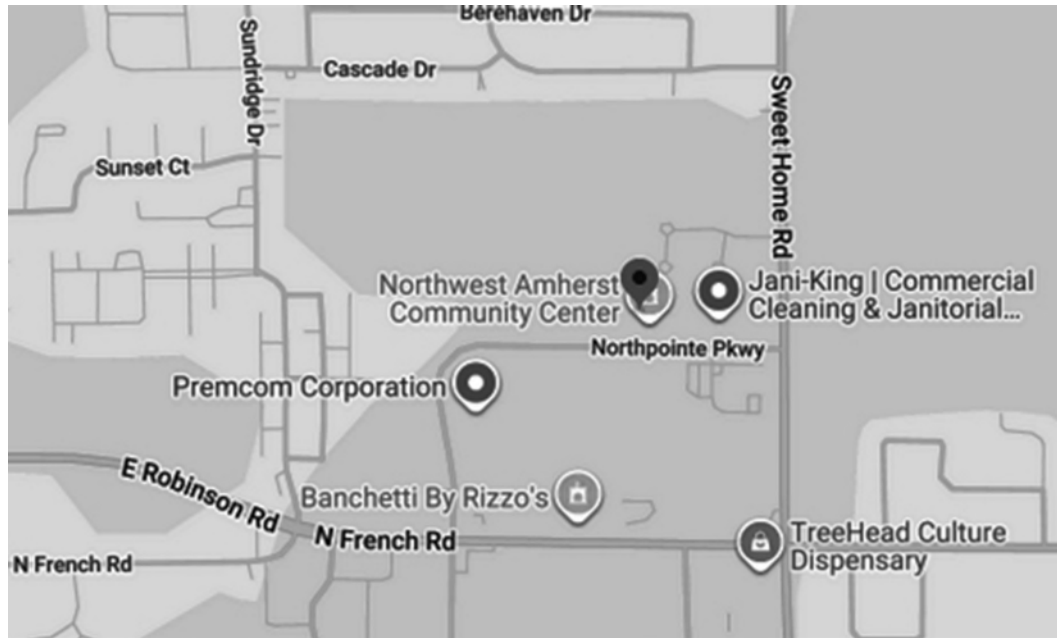 Berehaven Dr
Sundridge Dr
Cascade Dr
Sweet Home Rd
Sunset Ct
Northwest Amherst
Community Center
Jani-King | Commercial
Cleaning & Janitorial...
Northpointe Pkwy
Premcom Corporation
E Robinson Rd
Banchetti By Rizzo's
N French Rd
TreeHead Culture
Dispensary
N French Rd